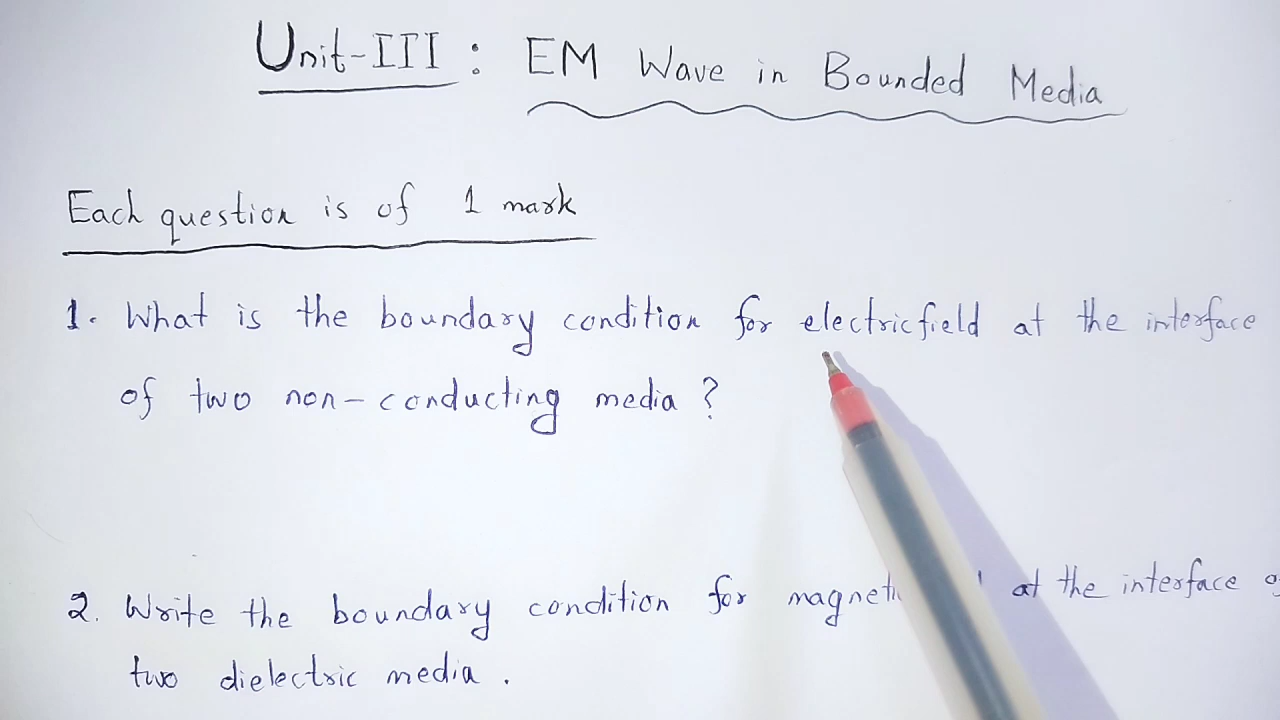 Unit-III : EM Wave in Bounded Media
Each question is of 1 mark
1. What is the boundary condition for electric field at the interface
of two non-conducting media ?
2. Write the boundary condition for at the interface
two dielectric media .